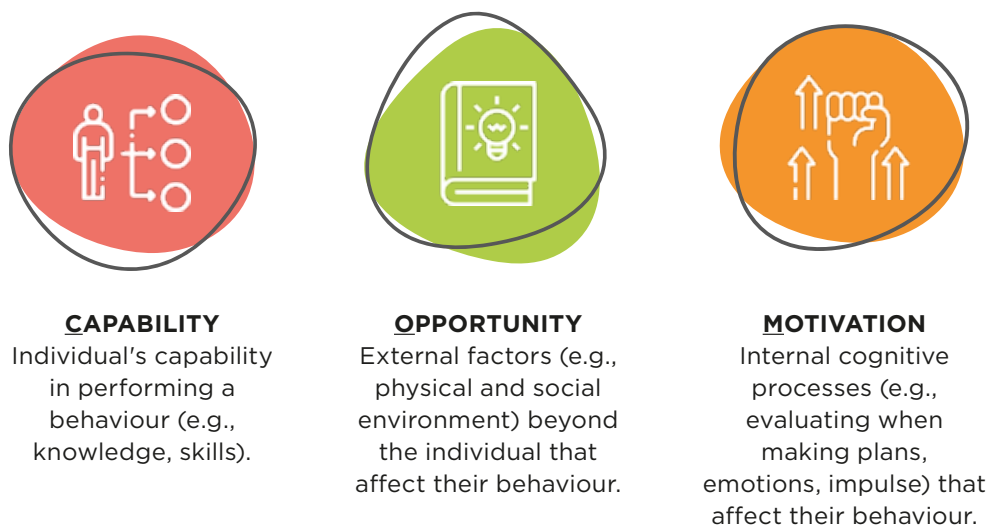 CAPABILITY
Individual's capability
in performing a
behaviour (e.g.,
knowledge, skills).
OPPORTUNITY
External factors (e.g.,
physical and social
environment) beyond
the individual that
affect their behaviour.
MOTIVATION
Internal cognitive
processes (e.g.,
evaluating when
making plans,
emotions, impulse) that
affect their behaviour.